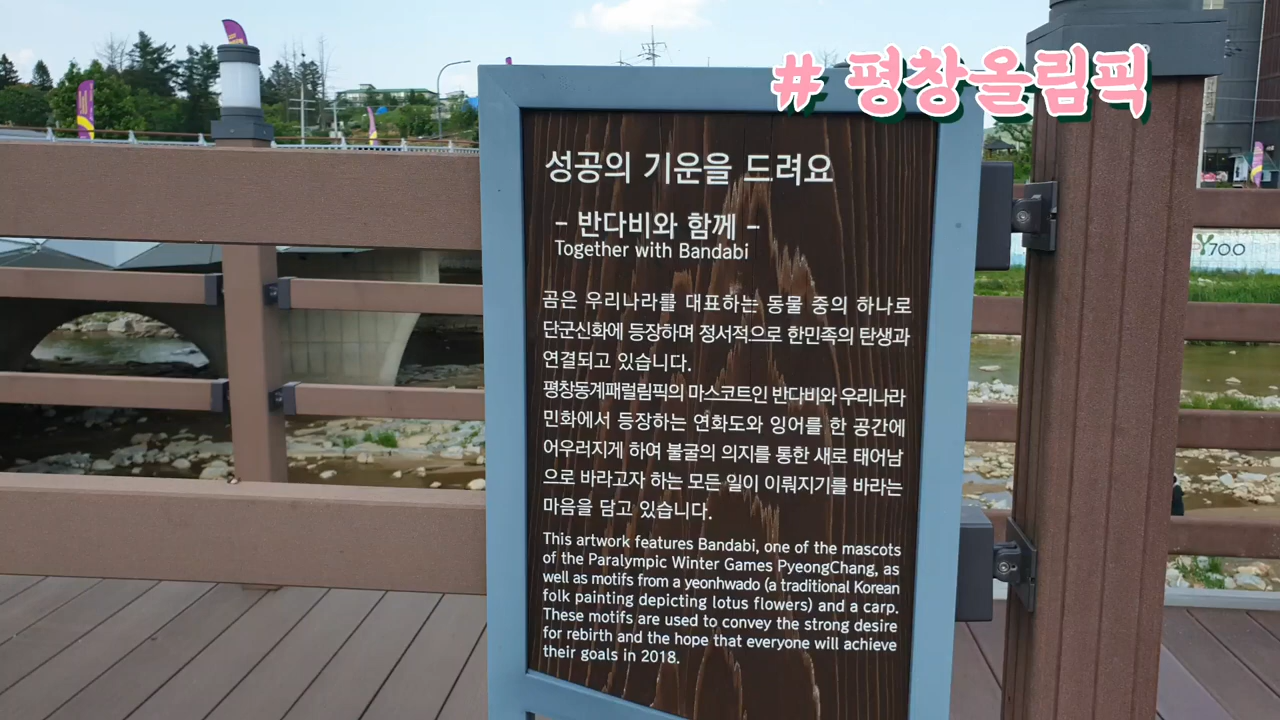 # 평창올림픽
성공의 기운을 드려요
- 반다비와 함께 -
Together with Bandabi
곰은 우리나라를 대표하는 동물 중의 하나로
단군신화에 등장하며 정서적으로 한민족의 탄생과
연결되고 있습니다.
평창동계패럴림픽의 마스코트인 반다비와 우리나라
민화에서 등장하는 연화도와 잉어를 한 공간에
어우러지게 하여 불굴의 의지를 통한 새로 태어남
으로 바라고자 하는 모든 일이 이뤄지기를 바라는
마음을 담고 있습니다.
This artwork features Bandabi, one of the mascots
of the Paralympic Winter Games PyeongChang, as
well as motifs from a yeonhwado (a traditional Korean
folk painting depicting lotus flowers) and a carp.
These motifs are used to convey the strong desire
for rebirth and the hope that everyone will achieve
their goals in 2018.
Y700